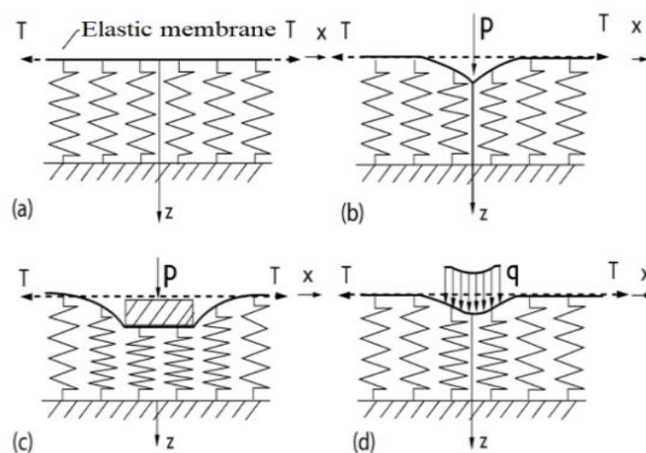 T Elastic membrane T x
z
(a)
T P T x
z
(b)
T P T x
z
(c)
T q T x
z
(d)